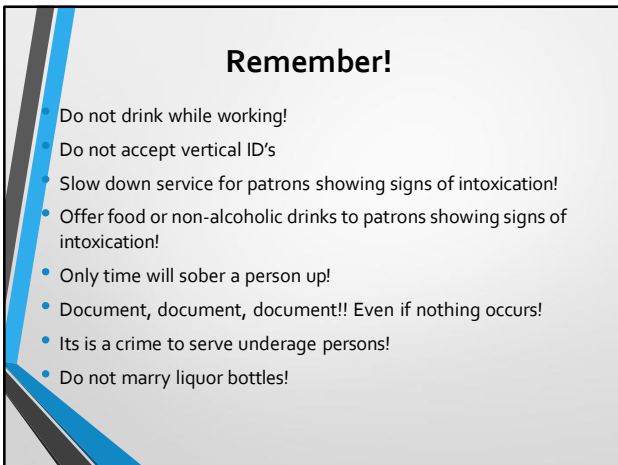 Remember!
• Do not drink while working!
• Do not accept vertical ID's
• Slow down service for patrons showing signs of intoxication!
• Offer food or non-alcoholic drinks to patrons showing signs of
intoxication!
• Only time will sober a person up!
• Document, document, document!! Even if nothing occurs!
• Its is a crime to serve underage persons!
• Do not marry liquor bottles!